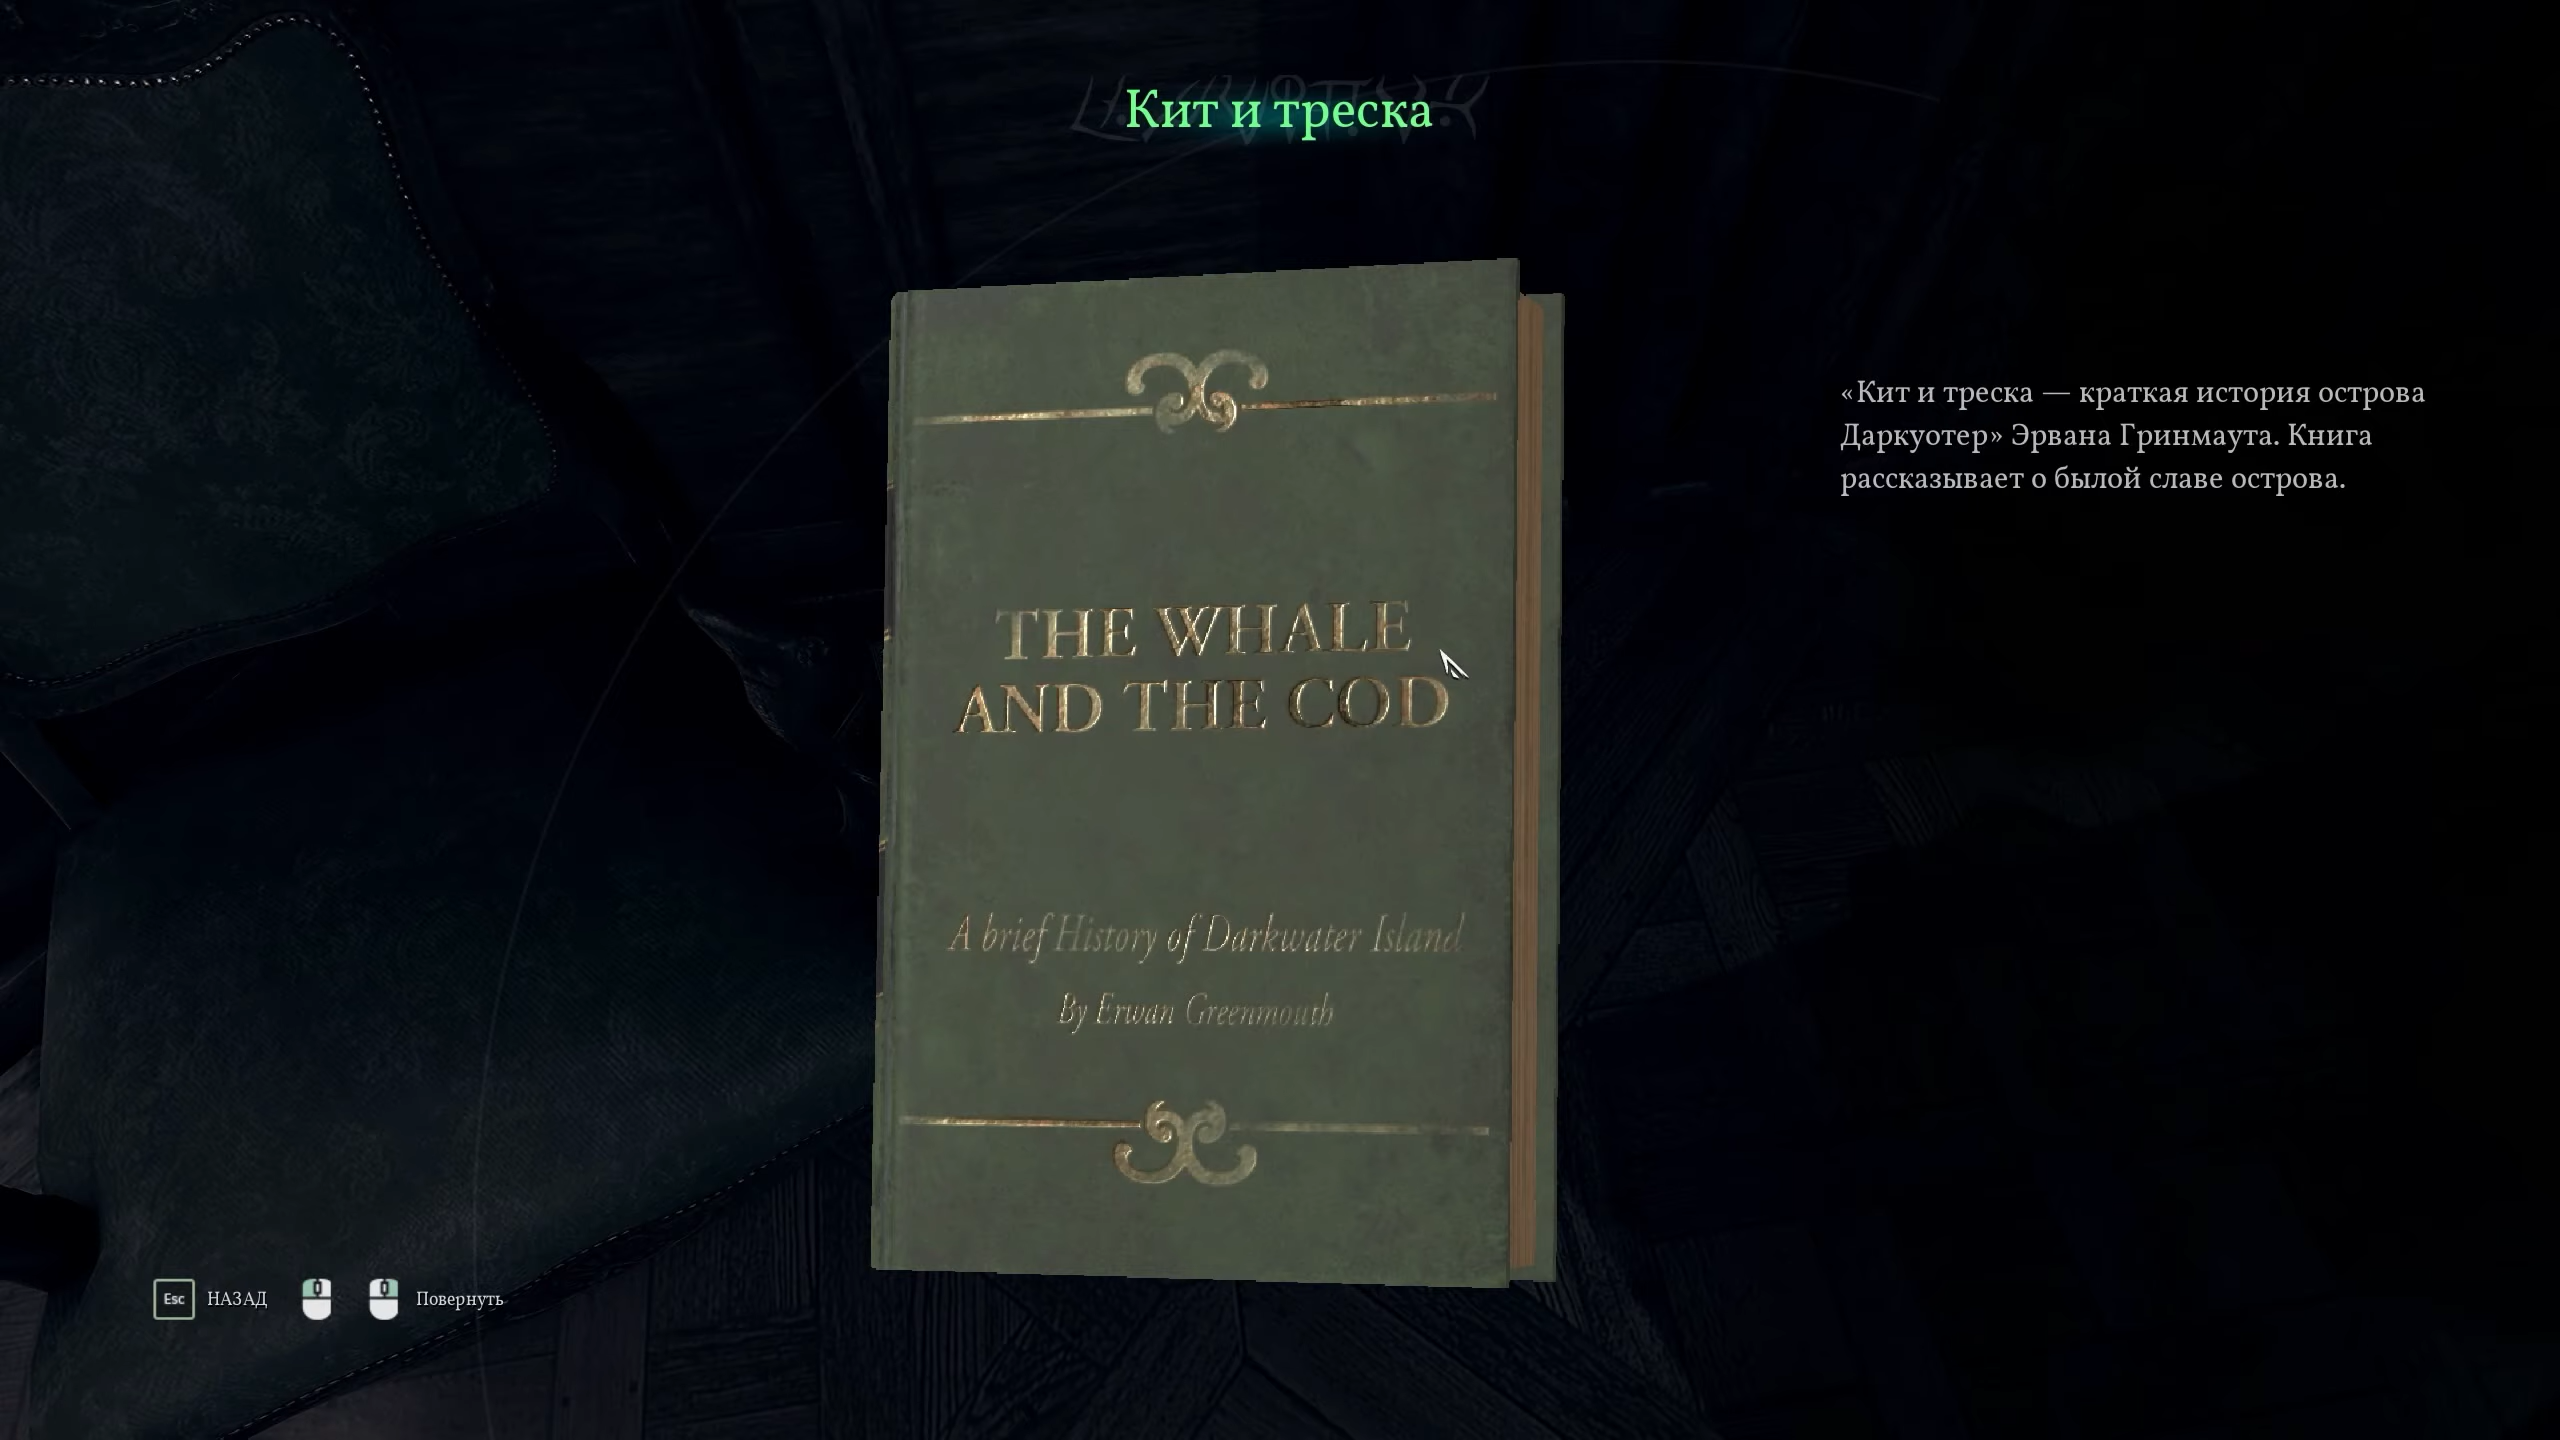 Кит и треска
«Кит и треска — краткая история острова
Даркуотер» Эрвана Гринмаута. Книга
рассказывает о былой славе острова.
THE WHALE
AND THE COD
A brief History of Darkwater Island
By Erwan Greenmouth
Esc НАЗАД Повернуть